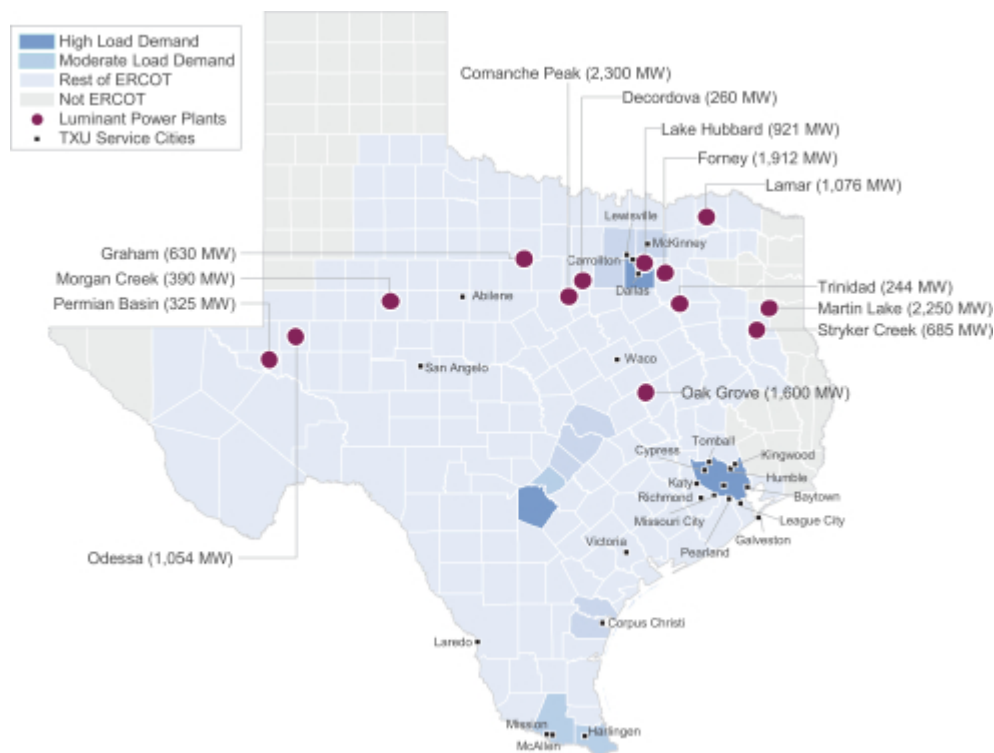 High Load Demand
Moderate Load Demand
Rest of ERCOT
Not ERCOT
Luminant Power Plants
TXU Service Cities
Comanche Peak (2,300 MW)
Decordova (260 MW)
Lake Hubbard (921 MW)
Forney (1,912 MW)
Lamar (1,076 MW)
Lewisville
McKinney
Carrollton
Dallas
Graham (630 MW)
Morgan Creek (390 MW)
Permian Basin (325 MW)
Abilene
Trinidad (244 MW)
Martin Lake (2,250 MW)
Stryker Creek (685 MW)
San Angelo
Waco
Oak Grove (1,600 MW)
Tomball
Cypress
Kingwood
Humble
Katy
Richmond
Baytown
Missouri City
League City
Galveston
Pearland
Victoria
Odessa (1,054 MW)
Corpus Christi
Laredo
Mission
McAllen
Harlingen